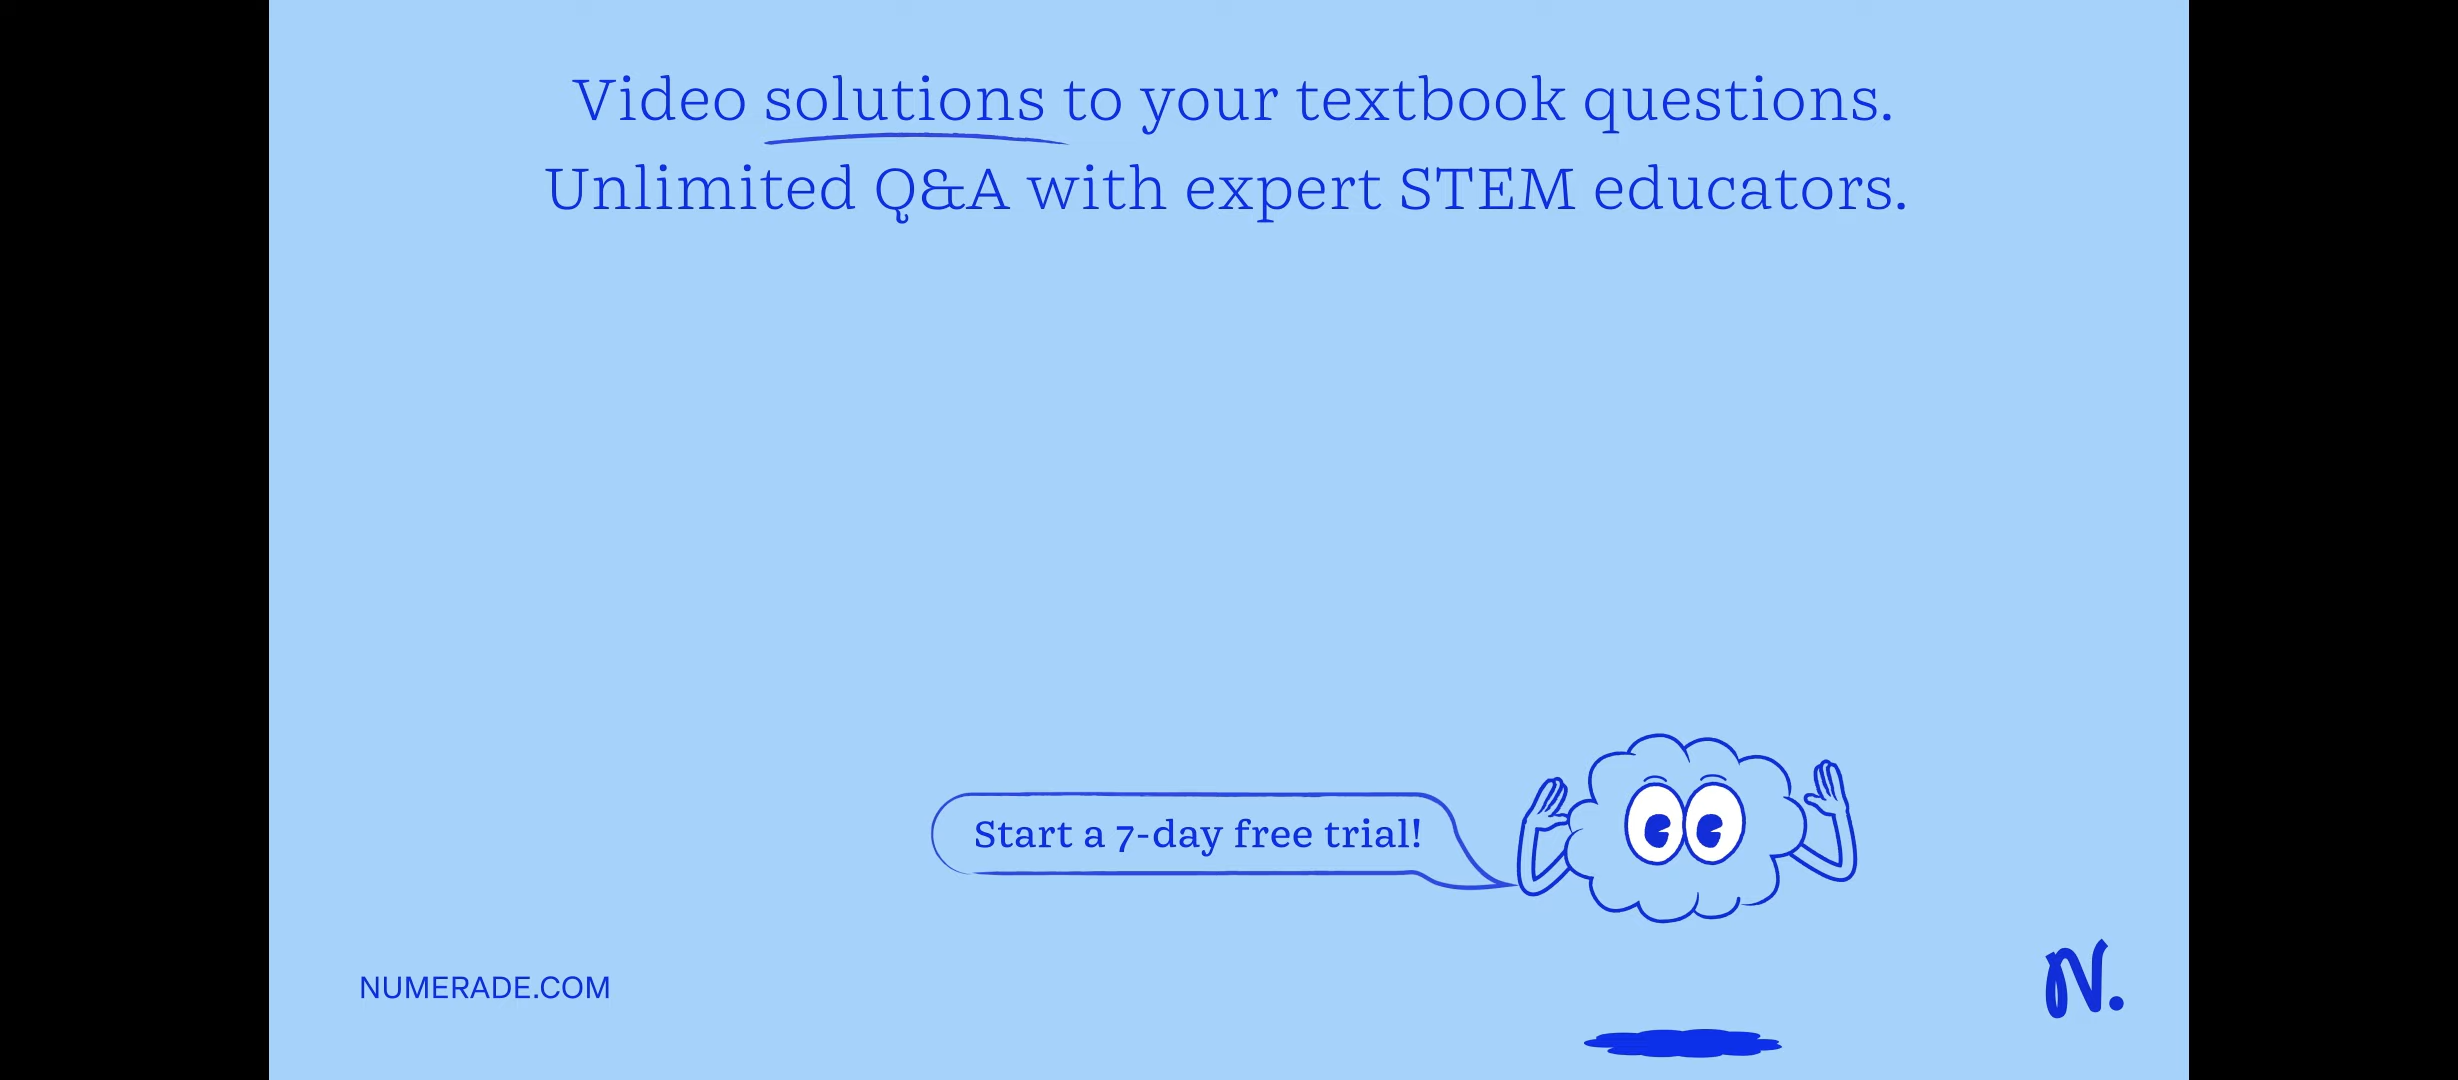 Video solutions to your textbook questions.
Unlimited Q&A with expert STEM educators.
Start a 7-day free trial!
NUMERADE.COM
N.